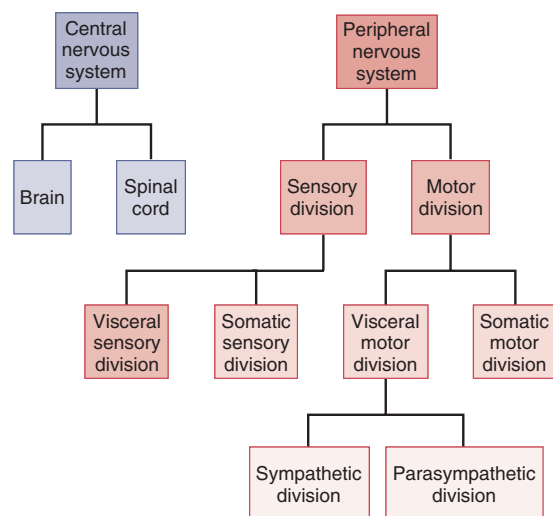 Central
nervous
system
Peripheral
nervous
system
Brain
Spinal
cord
Sensory
division
Motor
division
Visceral
sensory
division
Somatic
sensory
division
Visceral
motor
division
Somatic
motor
division
Sympathetic
division
Parasympathetic
division